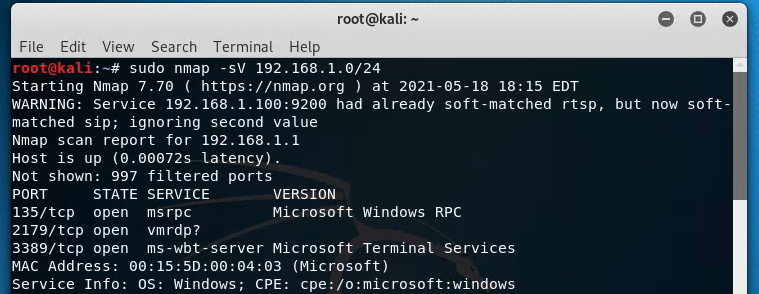 root@kali: ~
File Edit View Search Terminal Help
root@kali:~# sudo nmap -sV 192.168.1.0/24
Starting Nmap 7.70 ( https://nmap.org ) at 2021-05-18 18:15 EDT
WARNING: Service 192.168.1.100:9200 had already soft-matched rtsp, but now soft-
matched sip; ignoring second value
Nmap scan report for 192.168.1.1
Host is up (0.00072s latency).
Not shown: 997 filtered ports
PORT     STATE SERVICE       VERSION
135/tcp  open  msrpc         Microsoft Windows RPC
2179/tcp open  vmrdp?
3389/tcp open  ms-wbt-server Microsoft Terminal Services
MAC Address: 00:15:5D:00:04:03 (Microsoft)
Service Info: OS: Windows; CPE: cpe:/o:microsoft:windows